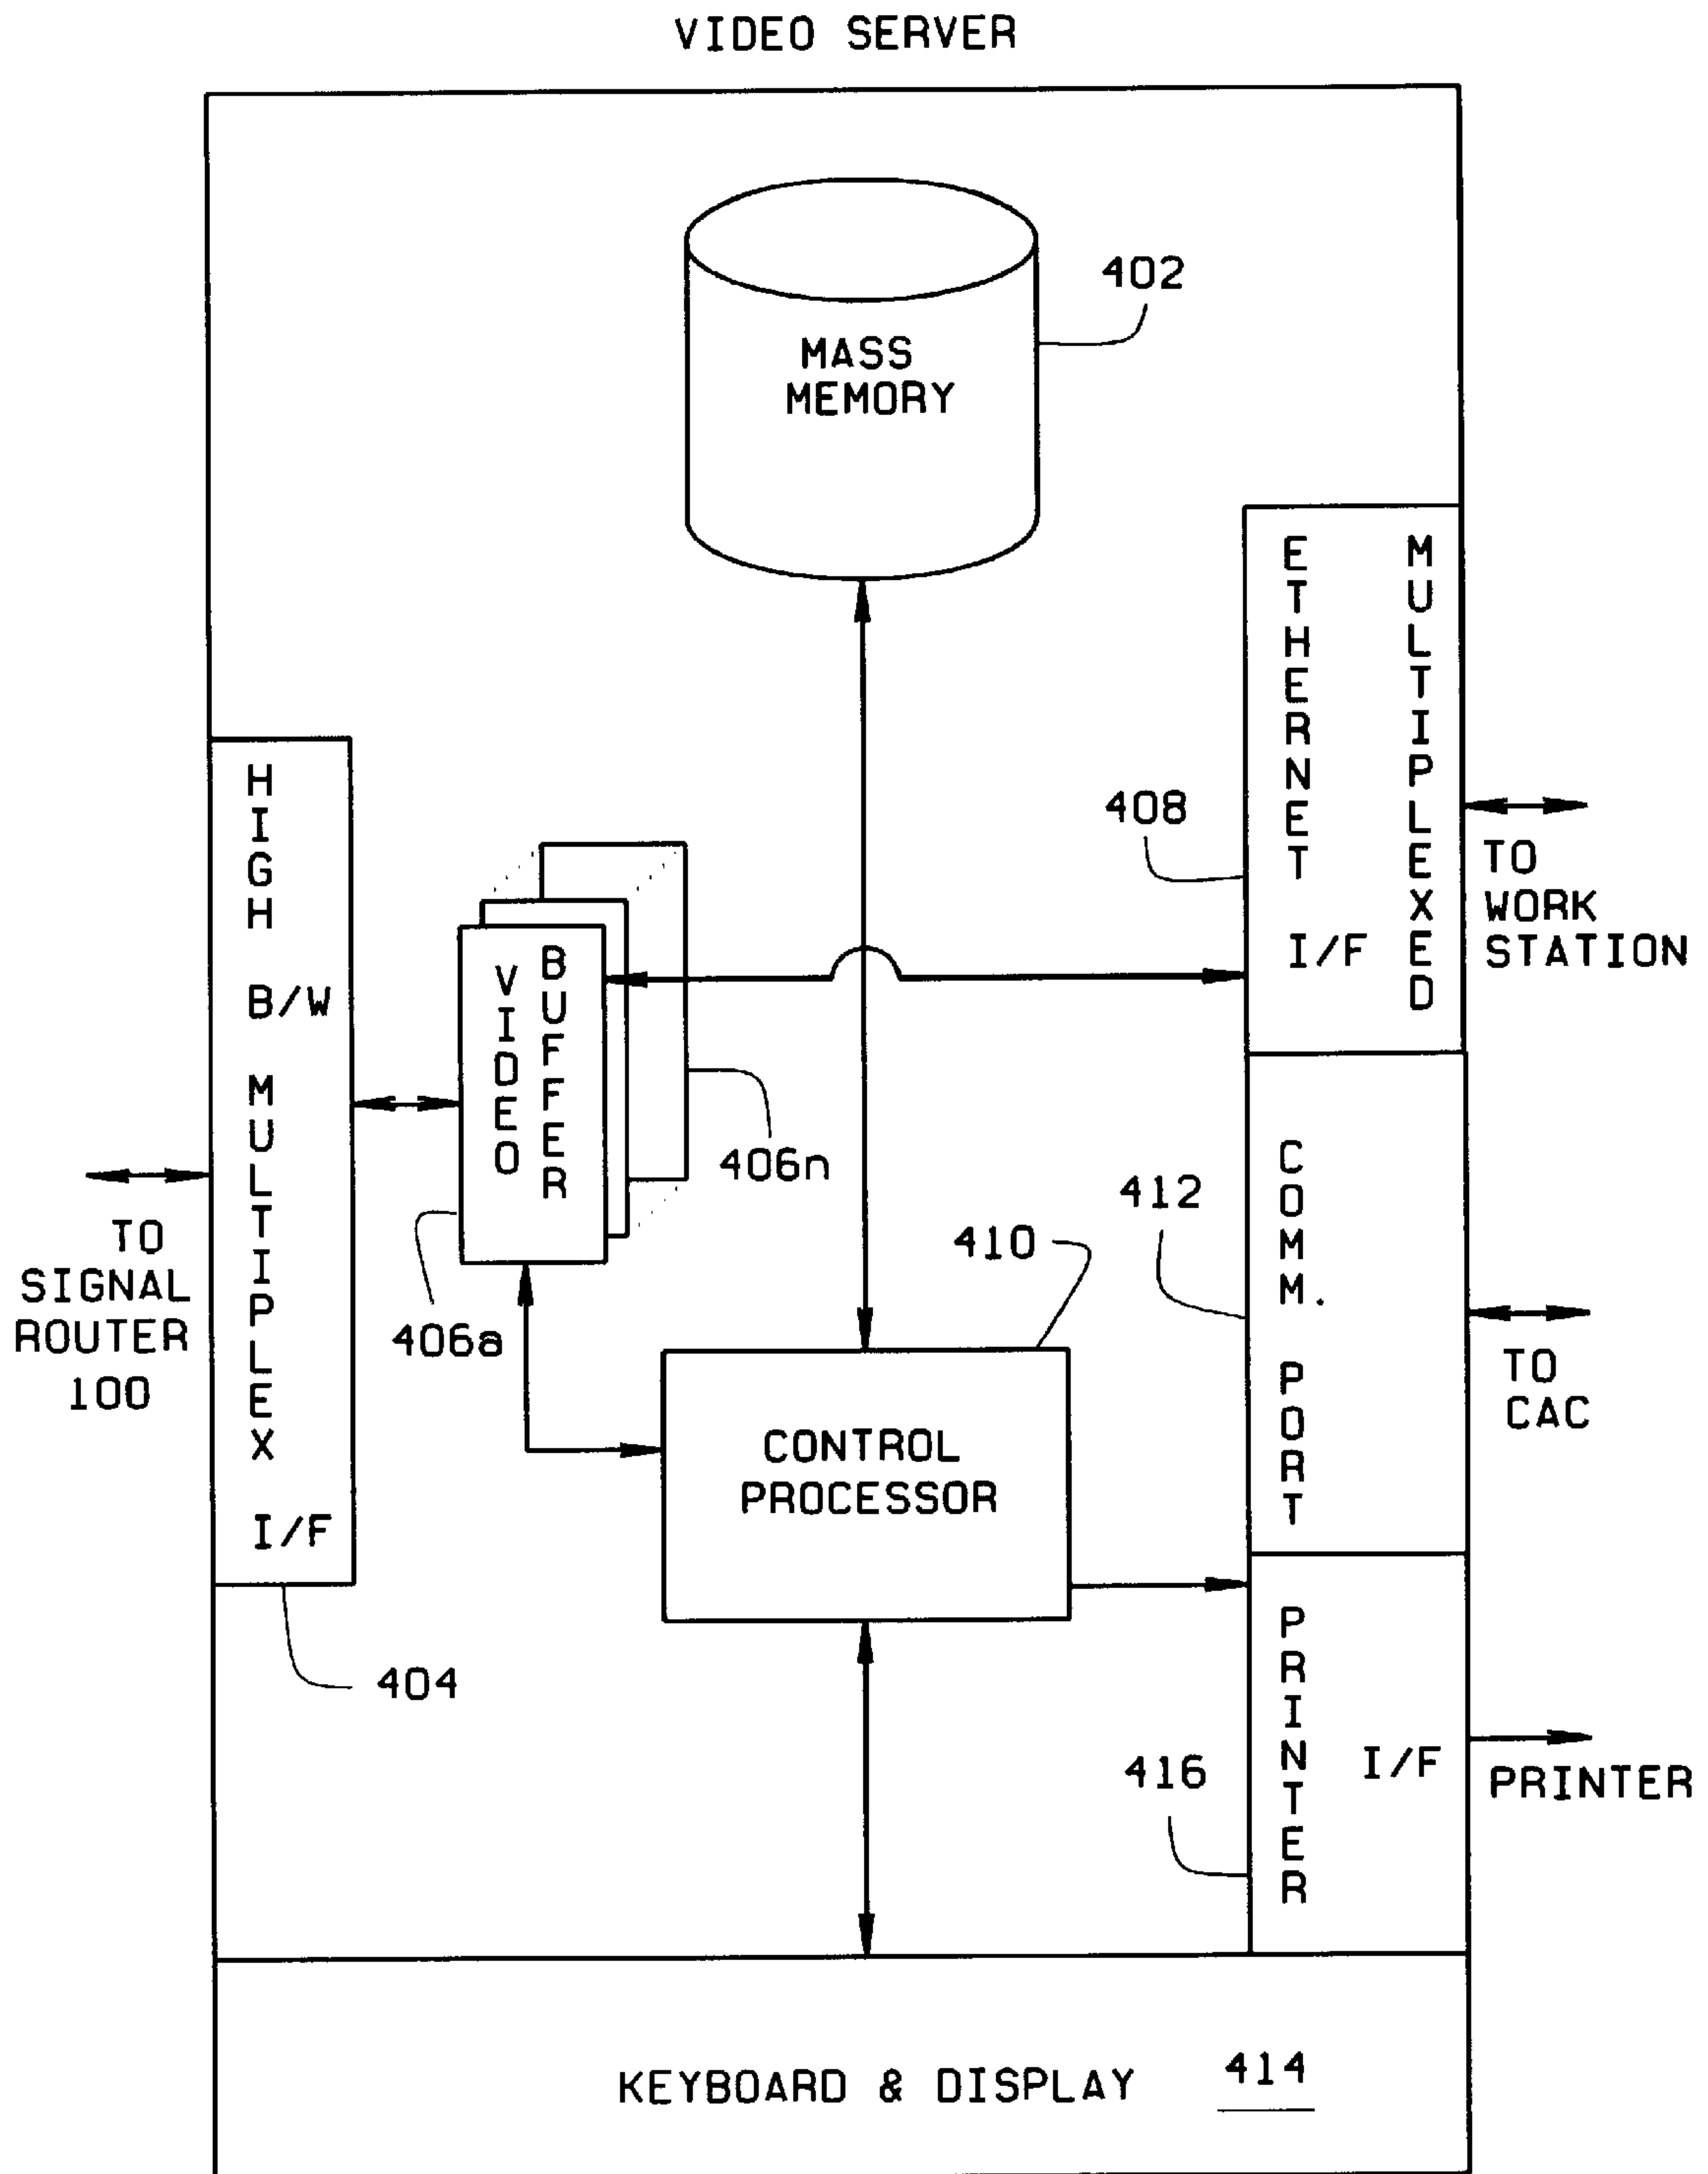 VIDEO SERVER
402
MASS
MEMORY
ETHERNET I/F
MULTIPLEXED
408
TO
WORK
STATION
HIGH B/W MULTIPLEX I/F
VIDEO
BUFFER
406n
406a
TO
SIGNAL
ROUTER
100
410
412
COMM. PORT
TO
CAC
CONTROL
PROCESSOR
404
416
PRINTER I/F
PRINTER
KEYBOARD & DISPLAY 414